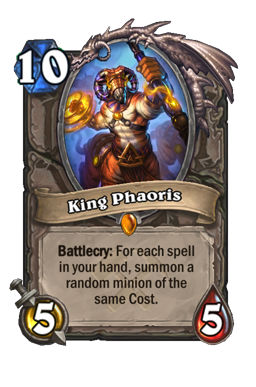 10
King Phaoris
Battlecry: For each spell
in your hand, summon a
random minion of the
same Cost.
5 5